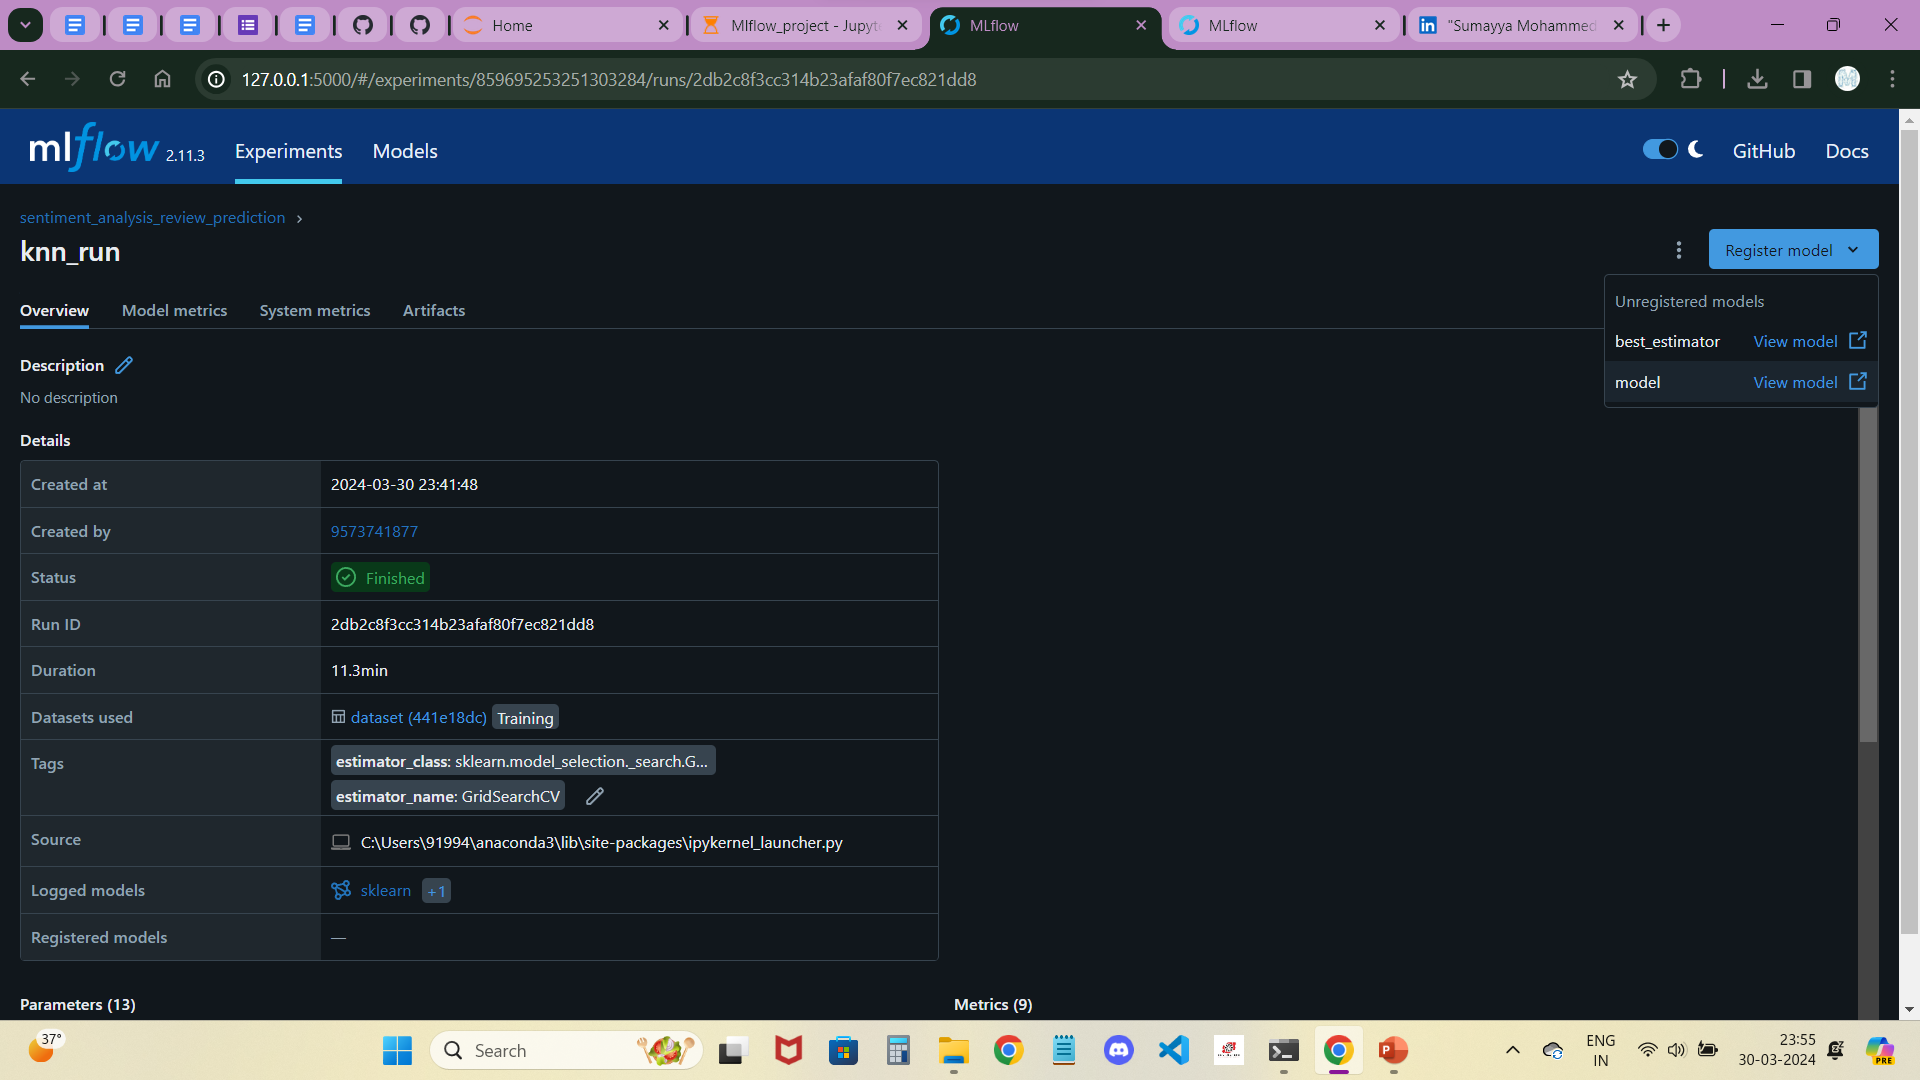 Home
Mlflow_project - Jupyte
MLflow
MLflow
"Sumayya Mohammed
127.0.0.1:5000/#/experiments/859695253251303284/runs/2db2c8f3cc314b23afaf80f7ec821dd8
mlflow 2.11.3
Experiments
Models
GitHub
Docs
sentiment_analysis_review_prediction
knn_run
Register model
Overview
Model metrics
System metrics
Artifacts
Unregistered models
best_estimator View model
model View model
Description
No description
Details
Created at 2024-03-30 23:41:48
Created by 9573741877
Status Finished
Run ID 2db2c8f3cc314b23afaf80f7ec821dd8
Duration 11.3min
Datasets used dataset (441e18dc) Training
Tags estimator_class: sklearn.model_selection._search.G...
estimator_name: GridSearchCV
Source C:\Users\91994\anaconda3\lib\site-packages\ipykernel_launcher.py
Logged models sklearn +1
Registered models —
Parameters (13)
Metrics (9)
37°
Search
ENG
IN
23:55
30-03-2024
PRE